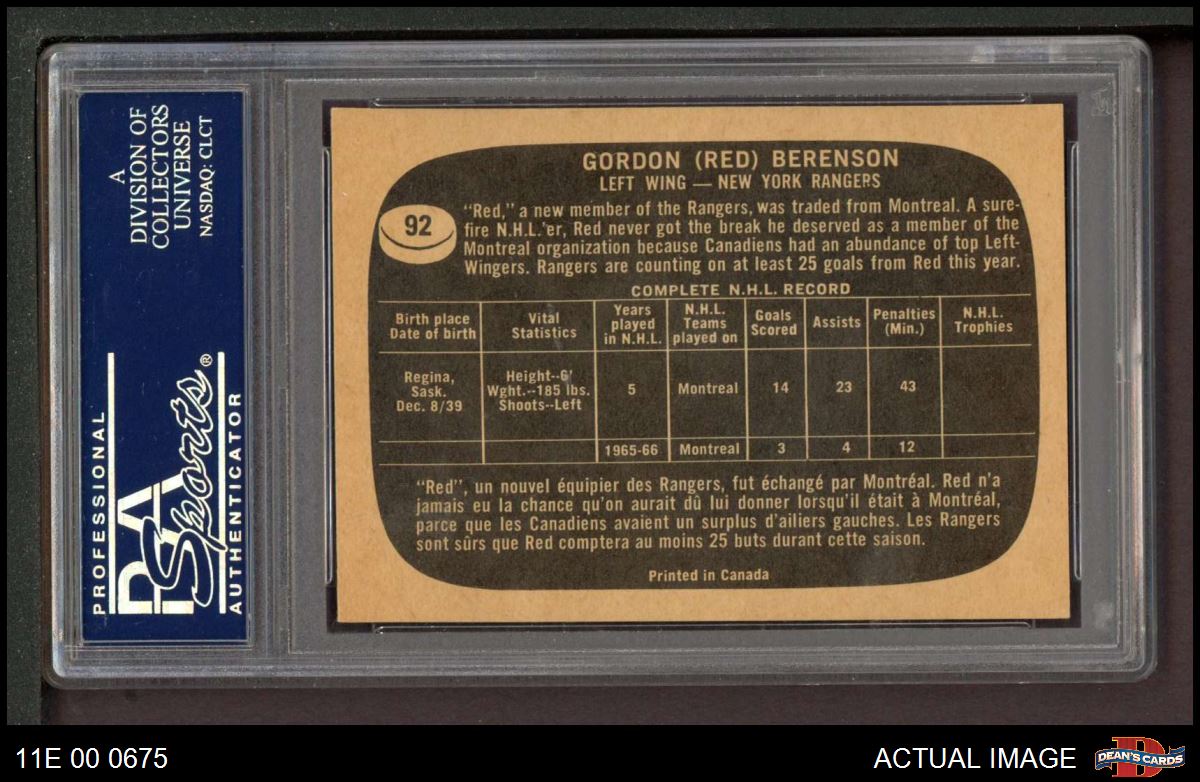 A
DIVISION OF
COLLECTORS
UNIVERSE
NASDAQ: CLCT
PROFESSIONAL
PSA
Sports®
AUTHENTICATOR
GORDON (RED) BERENSON
LEFT WING — NEW YORK RANGERS
92
"Red," a new member of the Rangers, was traded from Montreal. A sure-
fire N.H.L.'er, Red never got the break he deserved as a member of the
Montreal organization because Canadiens had an abundance of top Left-
Wingers. Rangers are counting on at least 25 goals from Red this year.
COMPLETE N.H.L. RECORD
Birth place
Date of birth
Vital
Statistics
Years
played
in N.H.L.
N.H.L.
Teams
played on
Goals
Scored
Assists
Penalties
(Min.)
N.H.L.
Trophies
Regina,
Sask.
Dec. 8/39
Height--6'
Wght.--185 lbs.
Shoots--Left
5
Montreal
14
23
43
1965-66
Montreal
3
4
12
"Red", un nouvel équipier des Rangers, fut échangé par Montréal. Red n'a
jamais eu la chance qu'on aurait dû lui donner lorsqu'il était à Montréal,
parce que les Canadiens avaient un surplus d'ailiers gauches. Les Rangers
sont sûrs que Red comptera au moins 25 buts durant cette saison.
Printed in Canada
11E 00 0675
ACTUAL IMAGE
D
DEAN'S CARDS